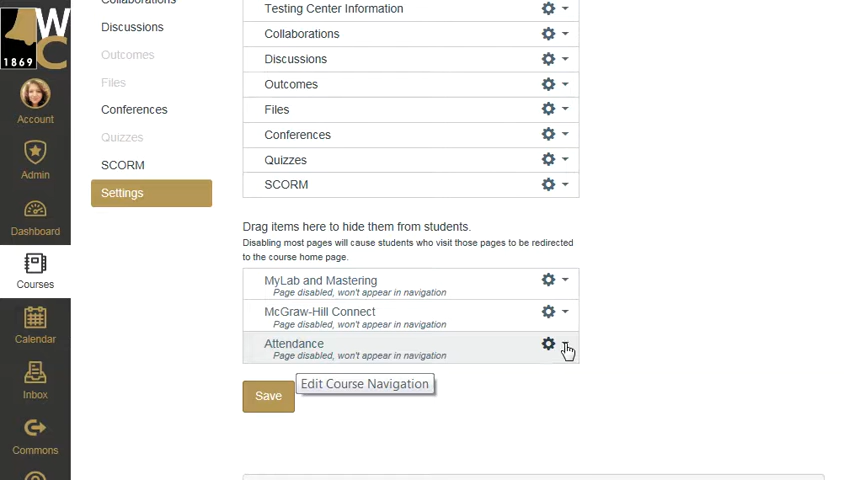 Collaborations
Discussions
Outcomes
Files
Conferences
Quizzes
SCORM
Settings
W
C
1869
Account
Admin
Dashboard
Courses
Calendar
Inbox
Commons
Testing Center Information
Collaborations
Discussions
Outcomes
Files
Conferences
Quizzes
SCORM
Drag items here to hide them from students.
Disabling most pages will cause students who visit those pages to be redirected
to the course home page.
MyLab and Mastering
Page disabled, won't appear in navigation
McGraw-Hill Connect
Page disabled, won't appear in navigation
Attendance
Page disabled, won't appear in navigation
Edit Course Navigation
Save